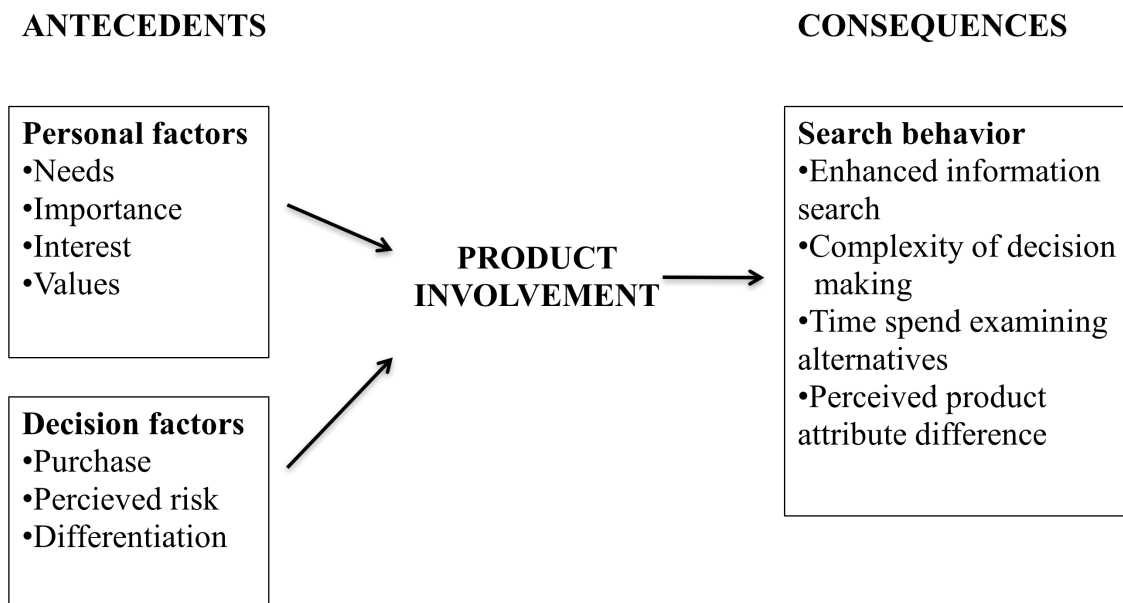 ANTECEDENTS
CONSEQUENCES
Personal factors
•Needs
•Importance
•Interest
•Values
Decision factors
•Purchase
•Percieved risk
•Differentiation
PRODUCT
INVOLVEMENT
Search behavior
•Enhanced information
search
•Complexity of decision
making
•Time spend examining
alternatives
•Perceived product
attribute difference